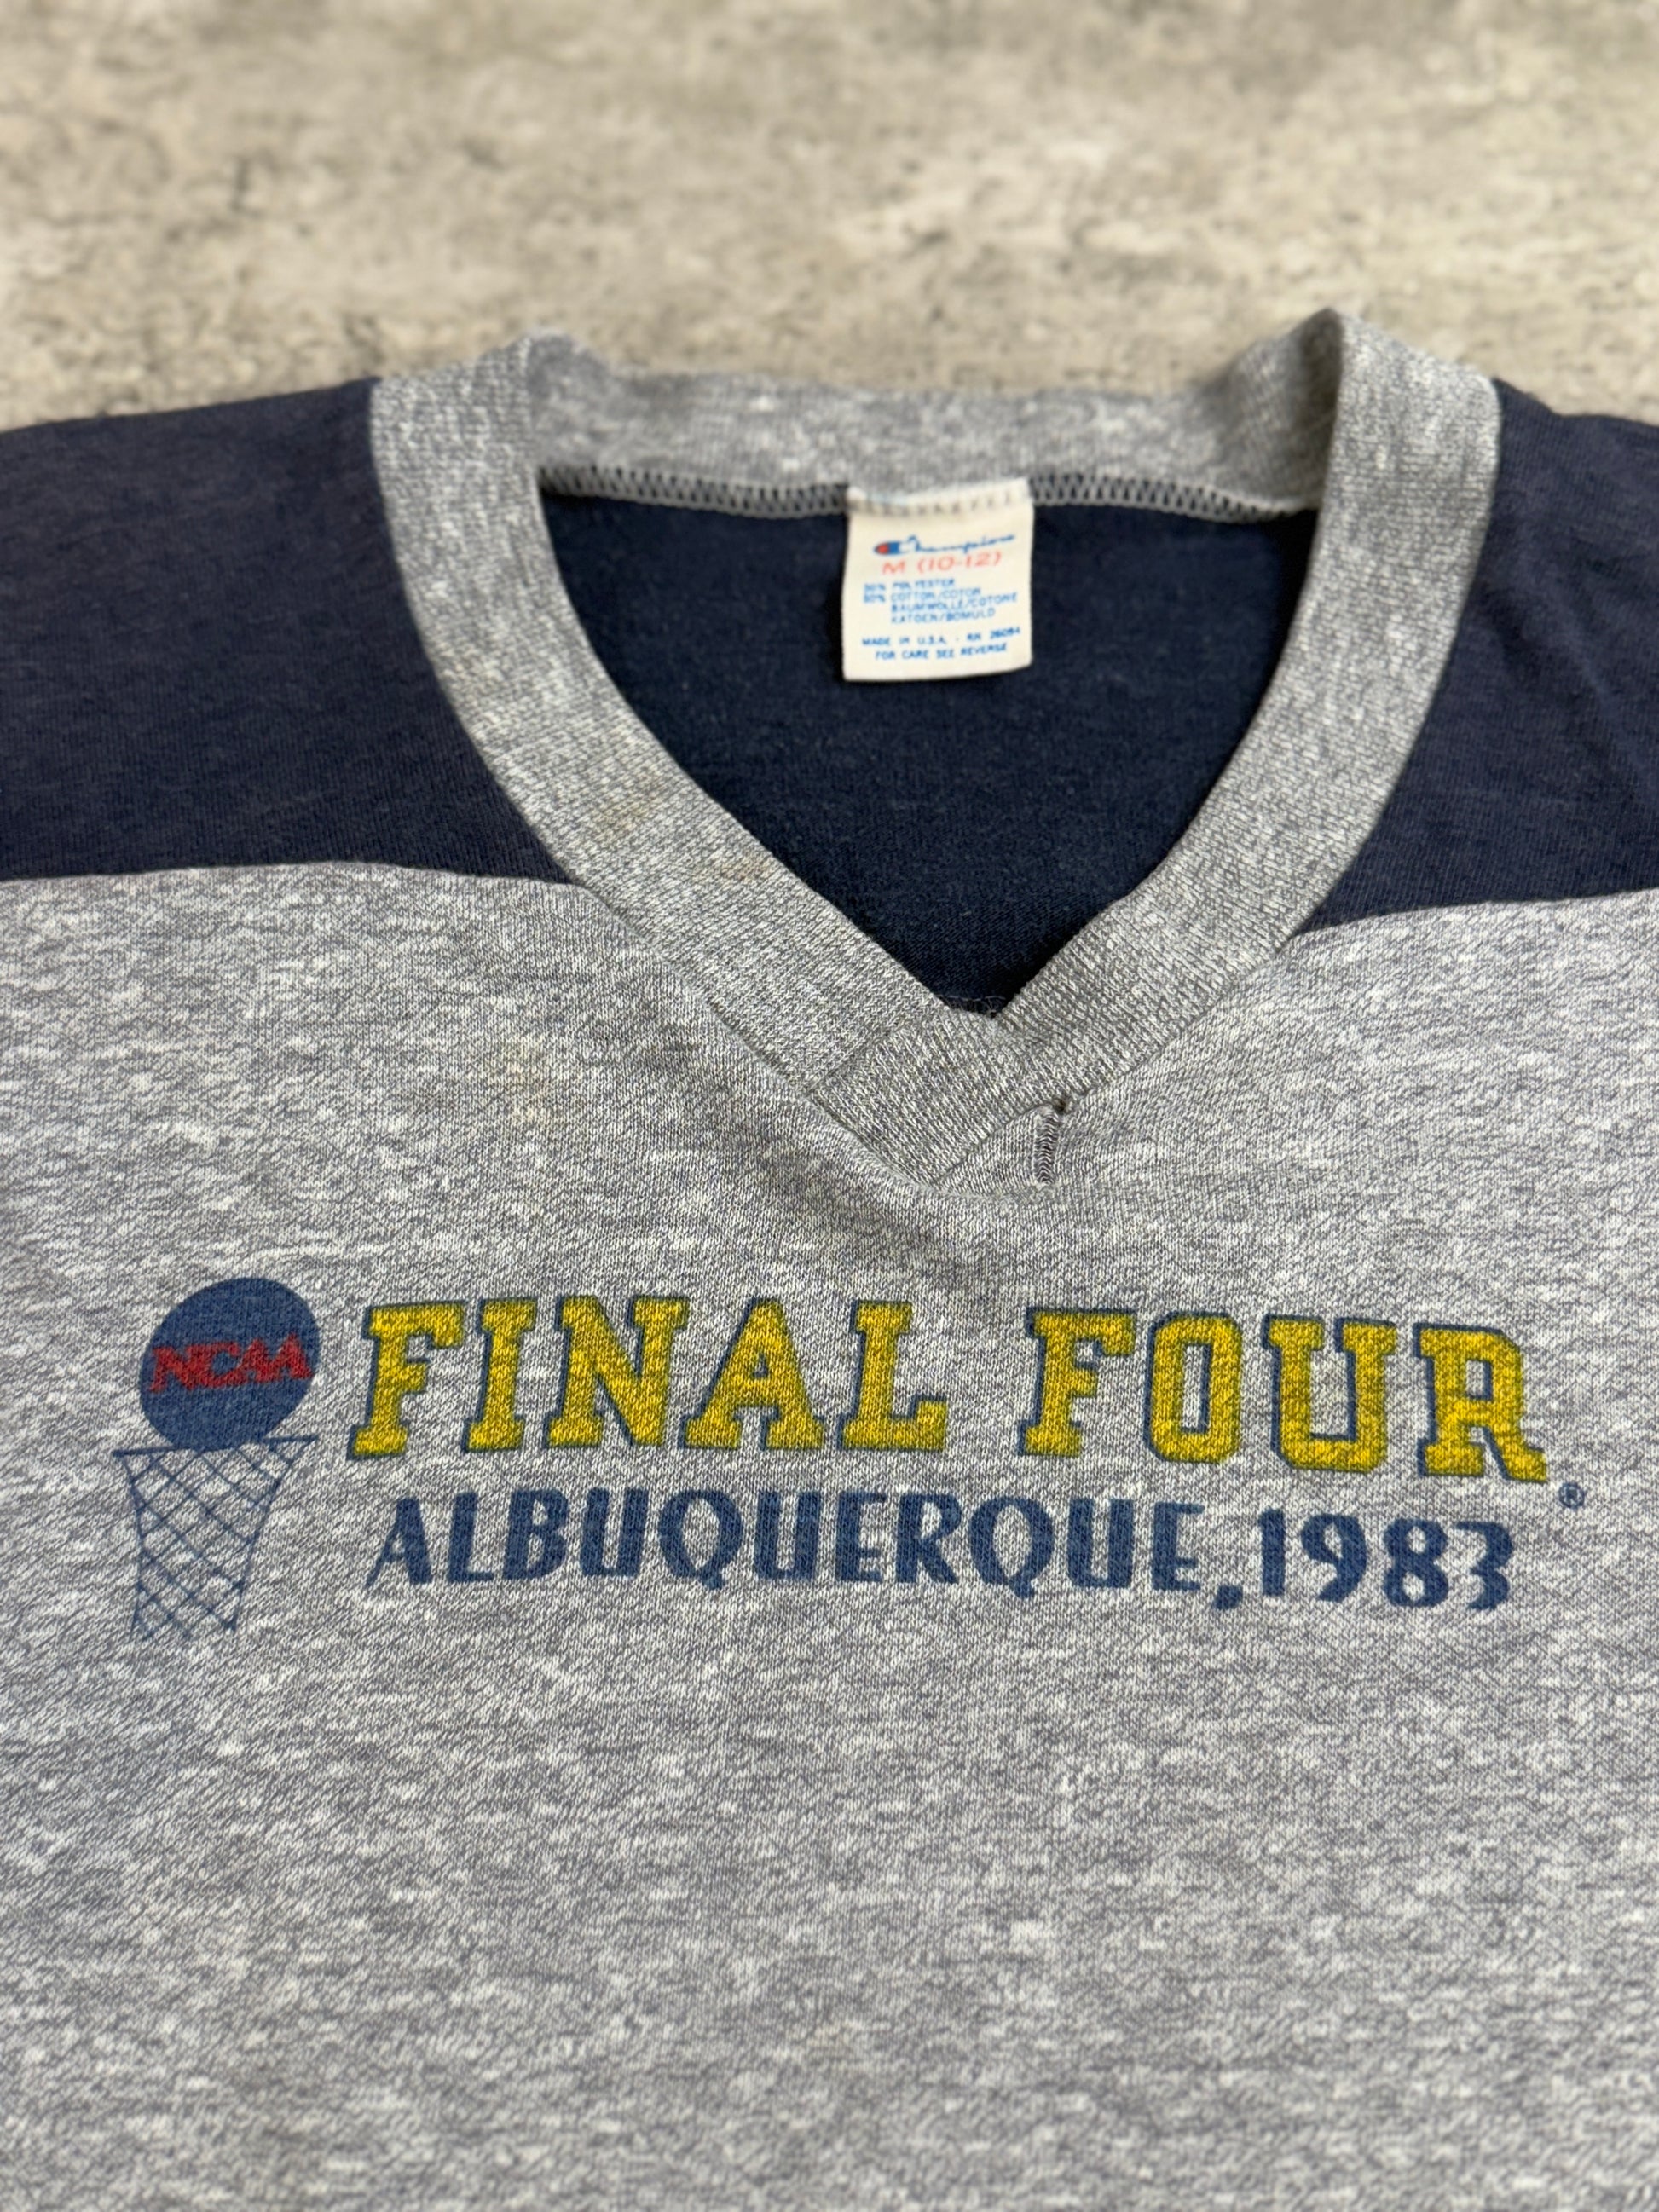 Champion
M (10-12)
50% POLYESTER
50% COTTON/COTON
BAUMWOLLE/COTONE
KATOEN/BOMULD
MADE IN U.S.A. - RN 26094
FOR CARE SEE REVERSE
NCAA
FINAL FOUR®
ALBUQUERQUE, 1983